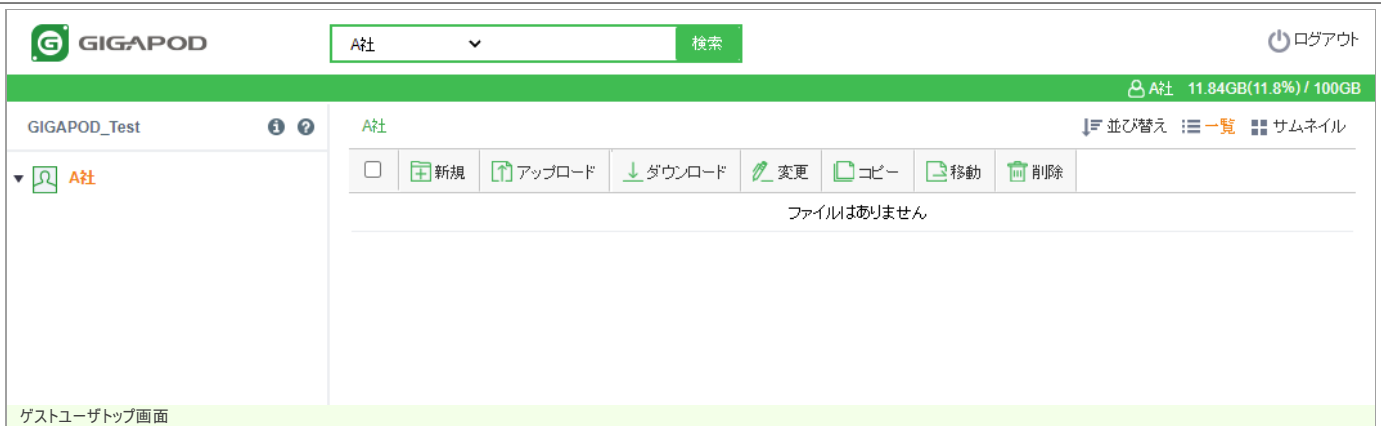 GIGAPOD
A社
検索
ログアウト
A社 11.84GB(11.8%) / 100GB
GIGAPOD_Test
A社
並び替え 一覧 サムネイル
A社
新規 アップロード ダウンロード 変更 コピー 移動 削除
ファイルはありません
ゲストユーザトップ画面